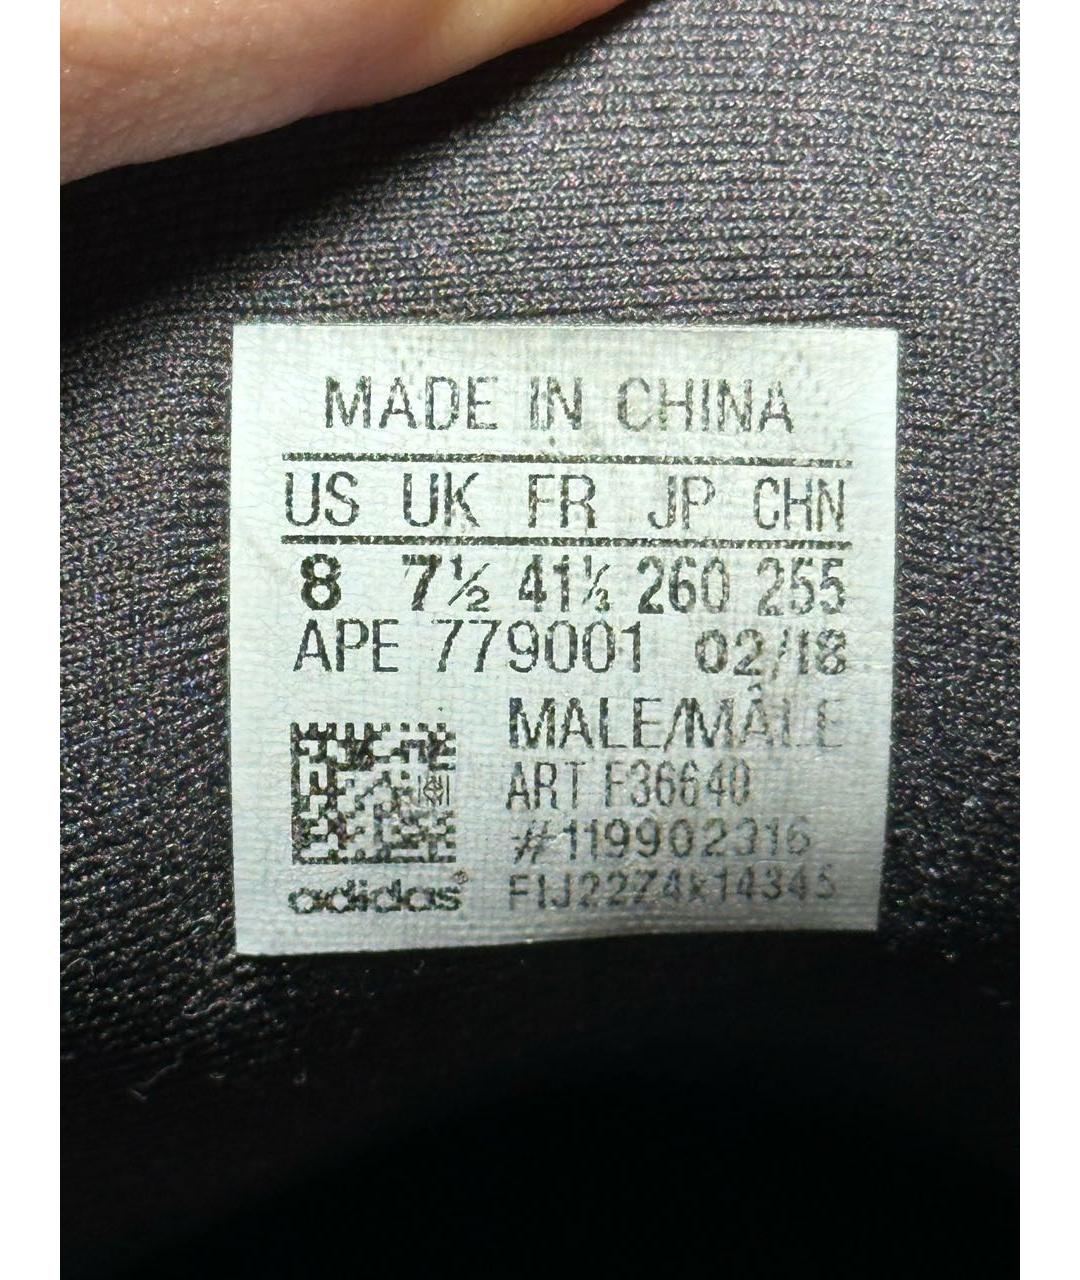 MADE IN CHINA
US UK FR JP CHN
8 7½ 41⅓ 260 255
APE 779001 02/18
MALE/MÂLE
ART F36640
#119902316
F1J22Z4k14345
adidas®